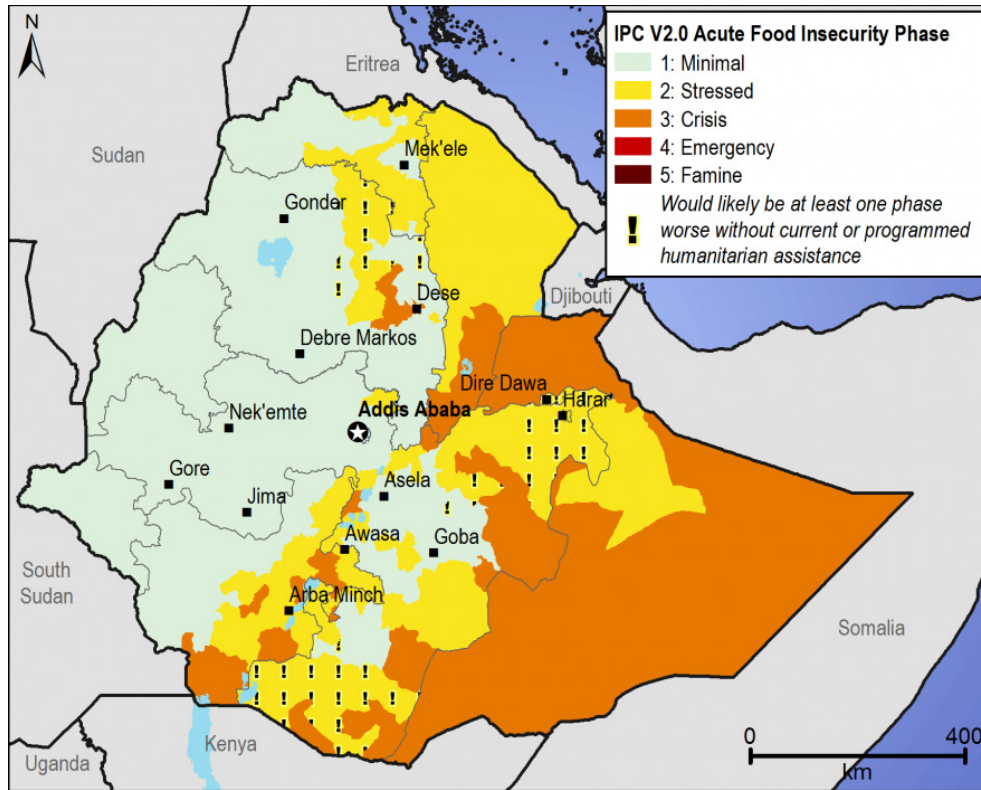 N
Eritrea
Sudan
Mek'ele
Gonder
Dese
Djibouti
Debre Markos
Dire Dawa
Harar
Nek'emte
Addis Ababa
Gore
Asela
Jima
Awasa
Goba
South
Sudan
Arba Minch
Somalia
Kenya
Uganda
IPC V2.0 Acute Food Insecurity Phase
1: Minimal
2: Stressed
3: Crisis
4: Emergency
5: Famine
! Would likely be at least one phase
worse without current or programmed
humanitarian assistance
0 400
km